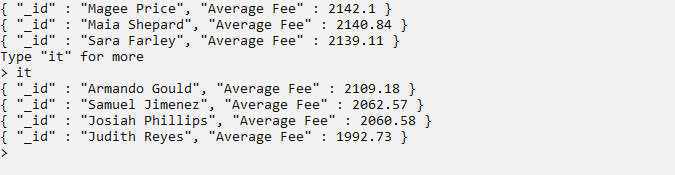 { "_id" : "Magee Price", "Average Fee" : 2142.1 }
{ "_id" : "Maia Shepard", "Average Fee" : 2140.84 }
{ "_id" : "Sara Farley", "Average Fee" : 2139.11 }
Type "it" for more
> it
{ "_id" : "Armando Gould", "Average Fee" : 2109.18 }
{ "_id" : "Samuel Jimenez", "Average Fee" : 2062.57 }
{ "_id" : "Josiah Phillips", "Average Fee" : 2060.58 }
{ "_id" : "Judith Reyes", "Average Fee" : 1992.73 }
>